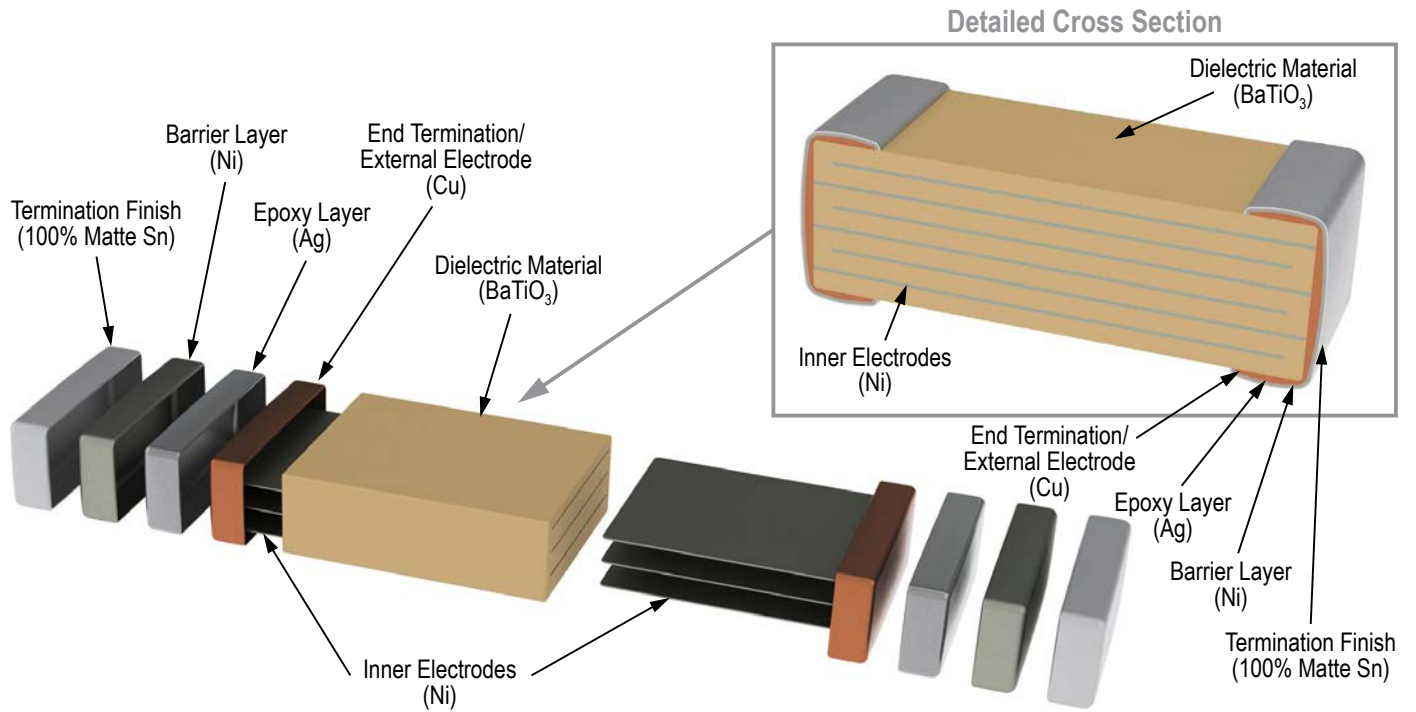 Detailed Cross Section
Dielectric Material
(BaTiO₃)
Inner Electrodes
(Ni)
End Termination/
External Electrode
(Cu)
Epoxy Layer
(Ag)
Barrier Layer
(Ni)
Termination Finish
(100% Matte Sn)
Termination Finish
(100% Matte Sn)
Barrier Layer
(Ni)
Epoxy Layer
(Ag)
End Termination/
External Electrode
(Cu)
Dielectric Material
(BaTiO₃)
Inner Electrodes
(Ni)